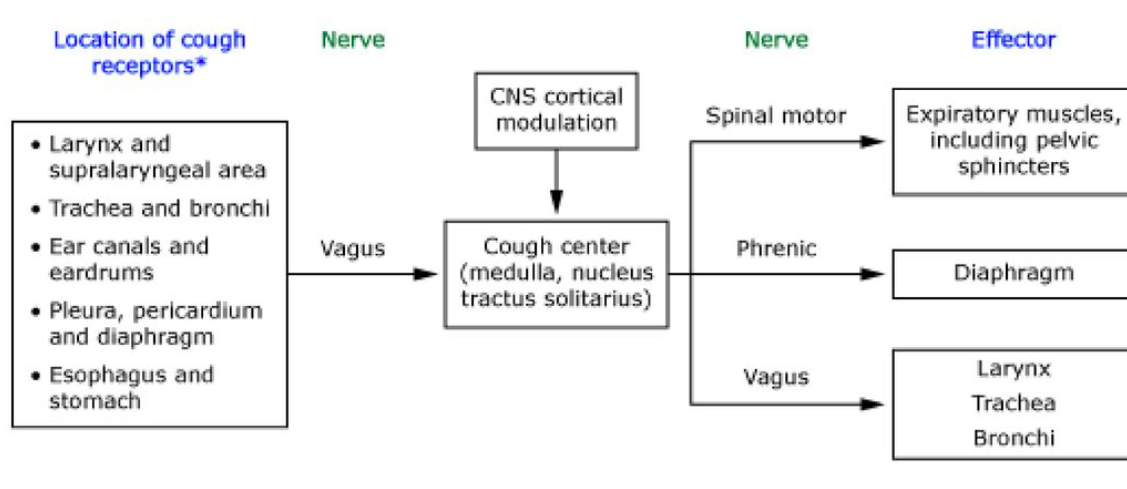 Location of cough
receptors*
Nerve
Nerve
Effector
• Larynx and
supralaryngeal area
• Trachea and bronchi
• Ear canals and
eardrums
• Pleura, pericardium
and diaphragm
• Esophagus and
stomach
Vagus
CNS cortical
modulation
Cough center
(medulla, nucleus
tractus solitarius)
Spinal motor
Phrenic
Vagus
Expiratory muscles,
including pelvic
sphincters
Diaphragm
Larynx
Trachea
Bronchi